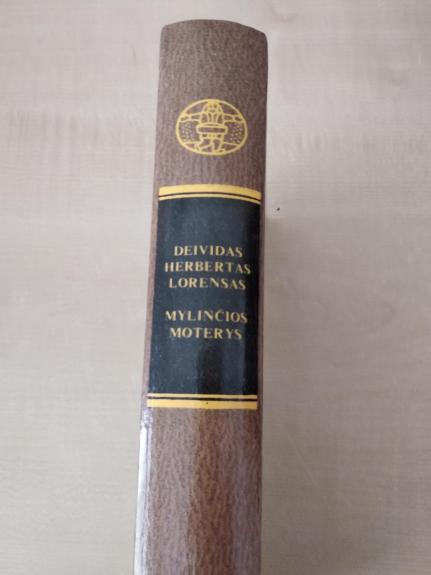 DEIVIDAS
HERBERTAS
LORENSAS
MYLINČIOS
MOTERYS